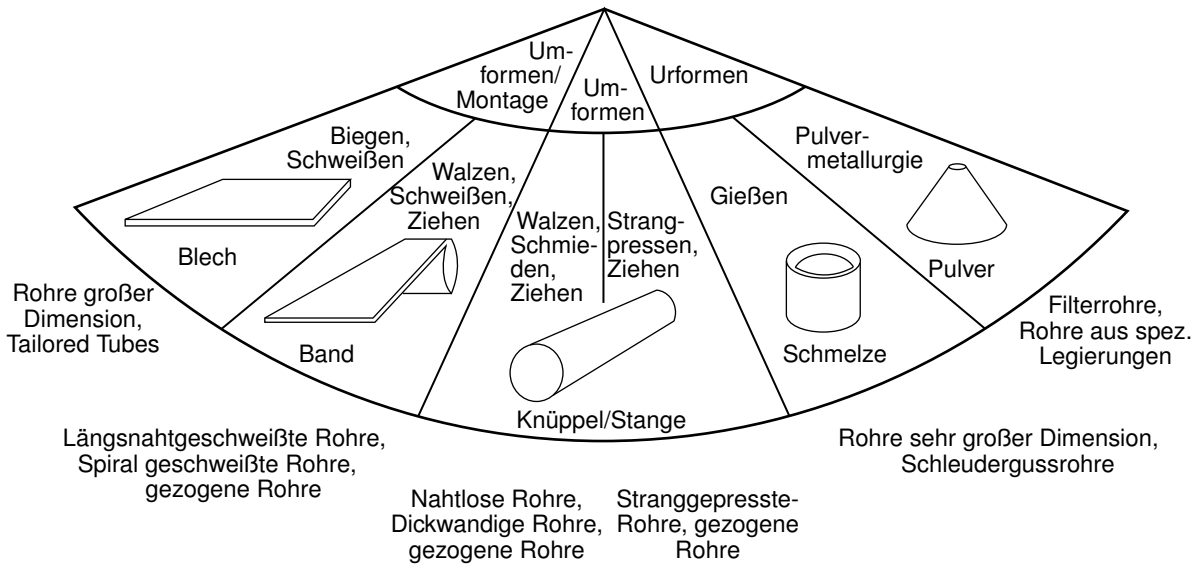 Um-
formen/
Montage
Um-
formen
Urformen
Biegen,
Schweißen
Blech
Walzen,
Schweißen,
Ziehen
Band
Walzen,
Schmie-
den,
Ziehen
Strang-
pressen,
Ziehen
Knüppel/Stange
Gießen
Schmelze
Pulver-
metallurgie
Pulver
Rohre großer
Dimension,
Tailored Tubes
Längsnahtgeschweißte Rohre,
Spiral geschweißte Rohre,
gezogene Rohre
Nahtlose Rohre,
Dickwandige Rohre,
gezogene Rohre
Stranggepresste-
Rohre, gezogene
Rohre
Rohre sehr großer Dimension,
Schleudergussrohre
Filterrohre,
Rohre aus spez.
Legierungen